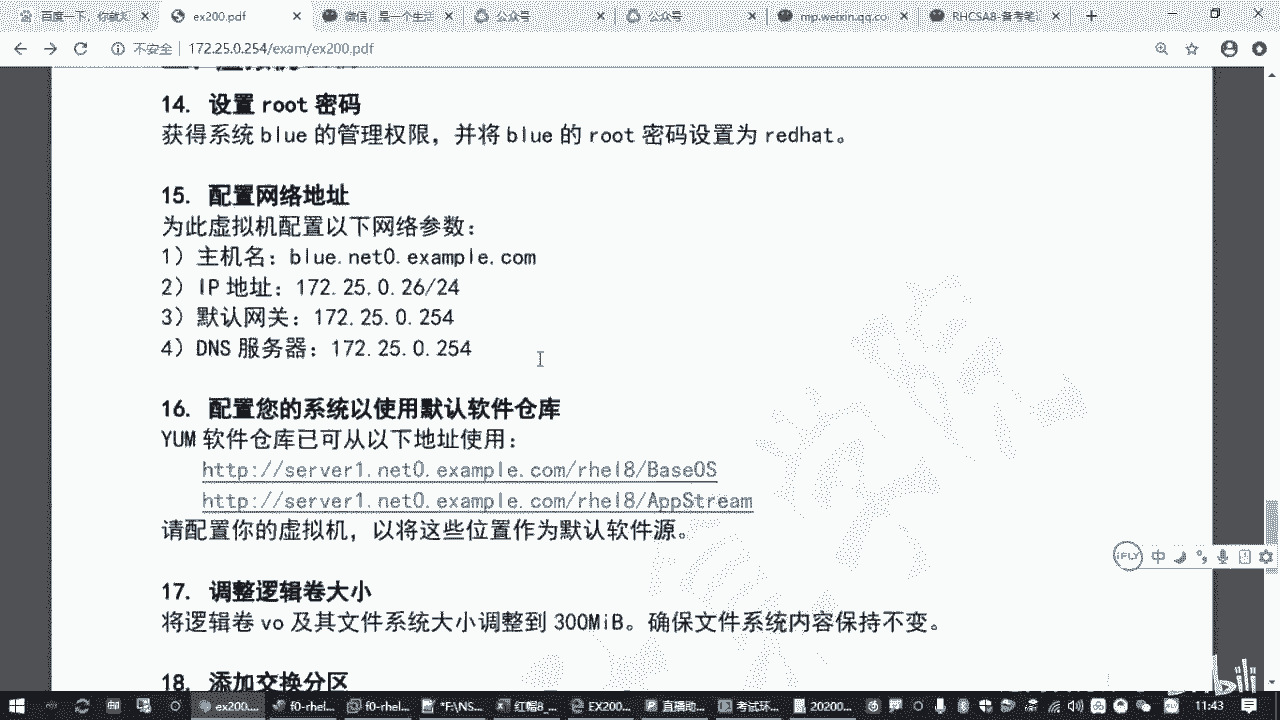 百度一下，你就知
ex200.pdf
微信，是一个生活
公众号
公众号
mp.weixin.qq.co
RHCSA8-备考笔
不安全
172.25.0.254/exam/ex200.pdf
14. 设置 root 密码
获得系统 blue 的管理权限，并将 blue 的 root 密码设置为 redhat。
15. 配置网络地址
为此虚拟机配置以下网络参数：
1）主机名：blue.net0.example.com
2）IP 地址：172.25.0.26/24
3）默认网关：172.25.0.254
4）DNS 服务器：172.25.0.254
16. 配置您的系统以使用默认软件仓库
YUM 软件仓库已可从以下地址使用：
http://server1.net0.example.com/rhel8/BaseOS
http://server1.net0.example.com/rhel8/AppStream
请配置你的虚拟机，以将这些位置作为默认软件源。
17. 调整逻辑卷大小
将逻辑卷 vo 及其文件系统大小调整到 300MiB。确保文件系统内容保持不变。
18. 添加交换分区
iFLY
中
ex200....
f0-rhel...
f0-rhel...
*F:\NS...
红帽8_...
EX200...
直播助...
考试环...
20200...
11:43